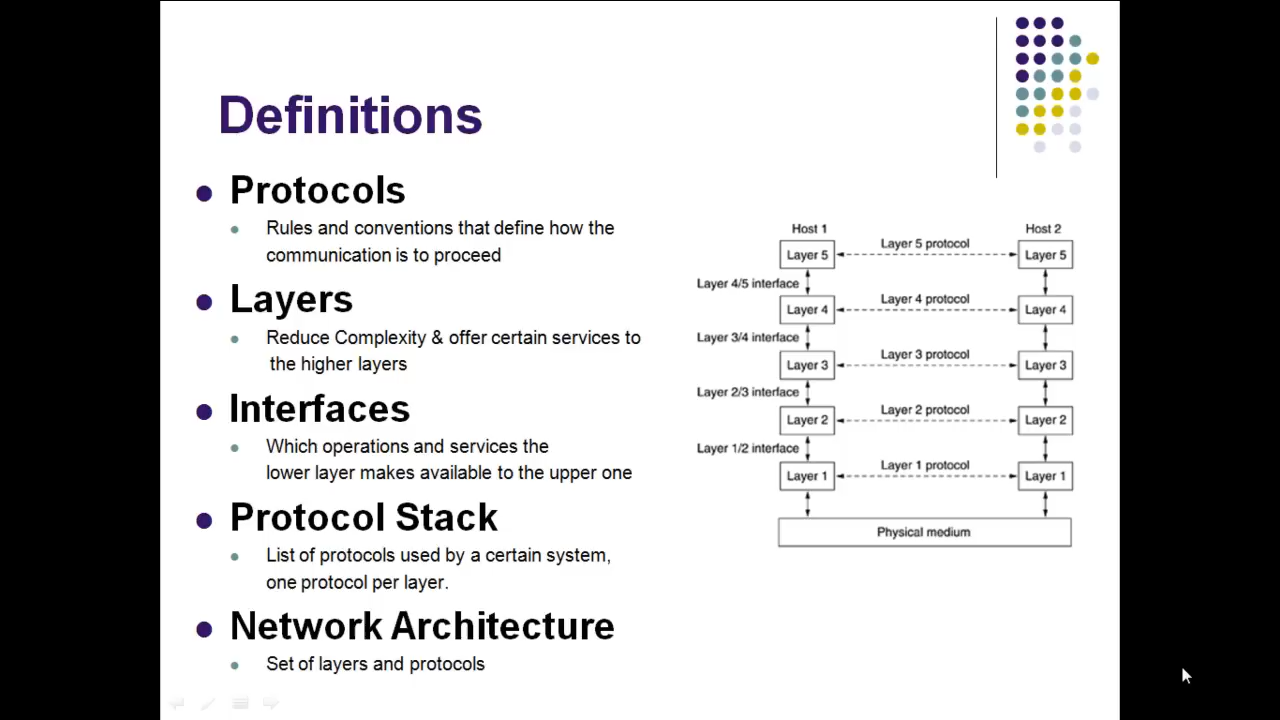 Definitions
Protocols
Rules and conventions that define how the
communication is to proceed
Layers
Reduce Complexity & offer certain services to
the higher layers
Interfaces
Which operations and services the
lower layer makes available to the upper one
Protocol Stack
List of protocols used by a certain system,
one protocol per layer.
Network Architecture
Set of layers and protocols
Host 1
Host 2
Layer 5
Layer 5 protocol
Layer 5
Layer 4/5 interface
Layer 4
Layer 4 protocol
Layer 4
Layer 3/4 interface
Layer 3
Layer 3 protocol
Layer 3
Layer 2/3 interface
Layer 2
Layer 2 protocol
Layer 2
Layer 1/2 interface
Layer 1
Layer 1 protocol
Layer 1
Physical medium